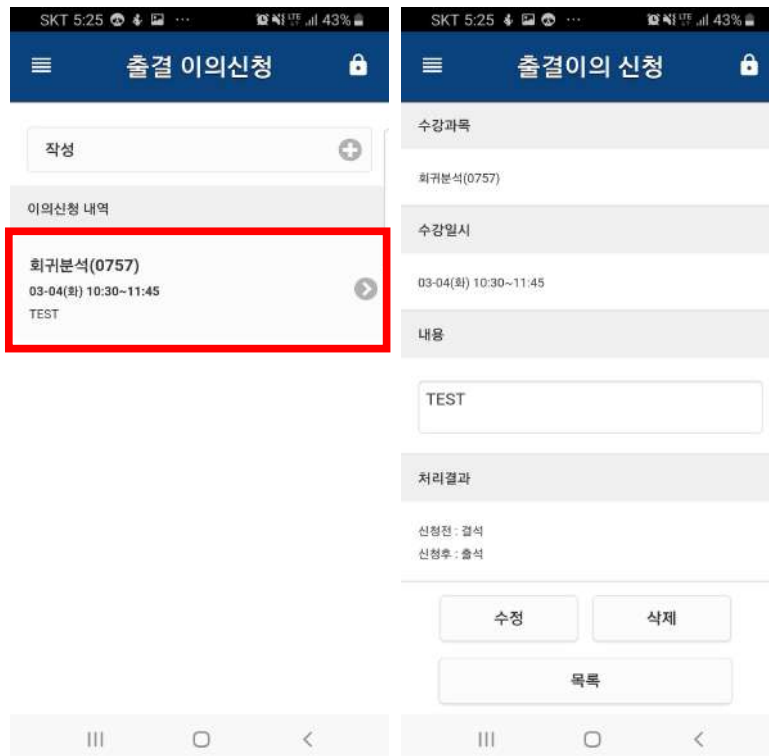 SKT 5:25 ··· LTE 43%
출결 이의신청
작성
이의신청 내역
회귀분석(0757)
03-04(화) 10:30~11:45
TEST
SKT 5:25 ··· LTE 43%
출결이의 신청
수강과목
회귀분석(0757)
수강일시
03-04(화) 10:30~11:45
내용
TEST
처리결과
신청전 : 결석
신청후 : 출석
수정 삭제
목록